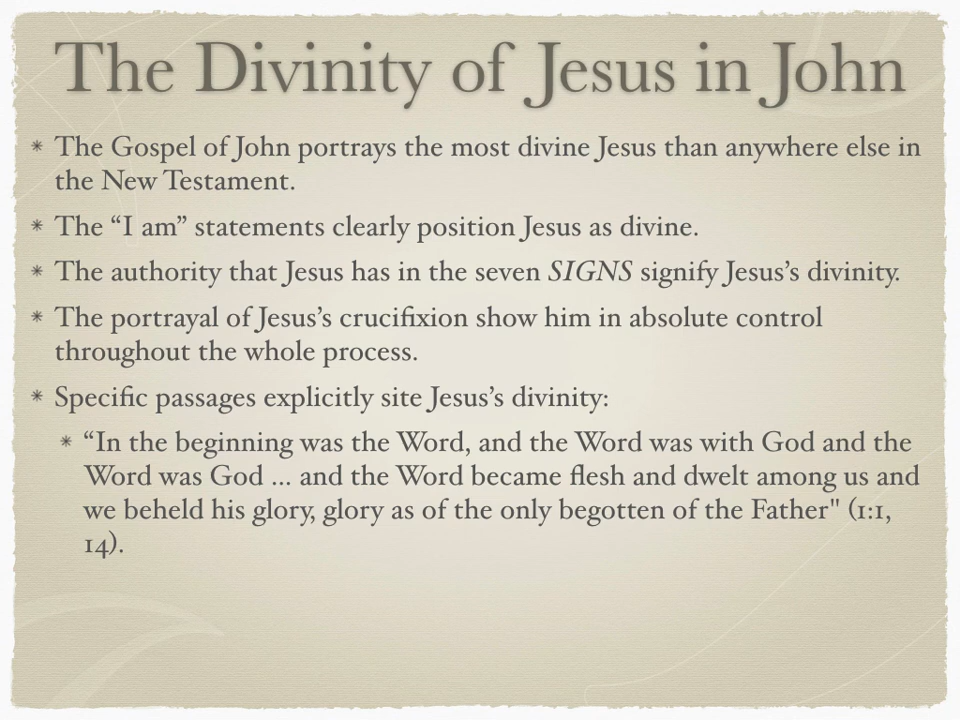 The Divinity of Jesus in John
* The Gospel of John portrays the most divine Jesus than anywhere else in
the New Testament.
* The “I am” statements clearly position Jesus as divine.
* The authority that Jesus has in the seven SIGNS signify Jesus’s divinity.
* The portrayal of Jesus’s crucifixion show him in absolute control
throughout the whole process.
* Specific passages explicitly site Jesus’s divinity:
* “In the beginning was the Word, and the Word was with God and the
Word was God ... and the Word became flesh and dwelt among us and
we beheld his glory, glory as of the only begotten of the Father" (1:1,
14).